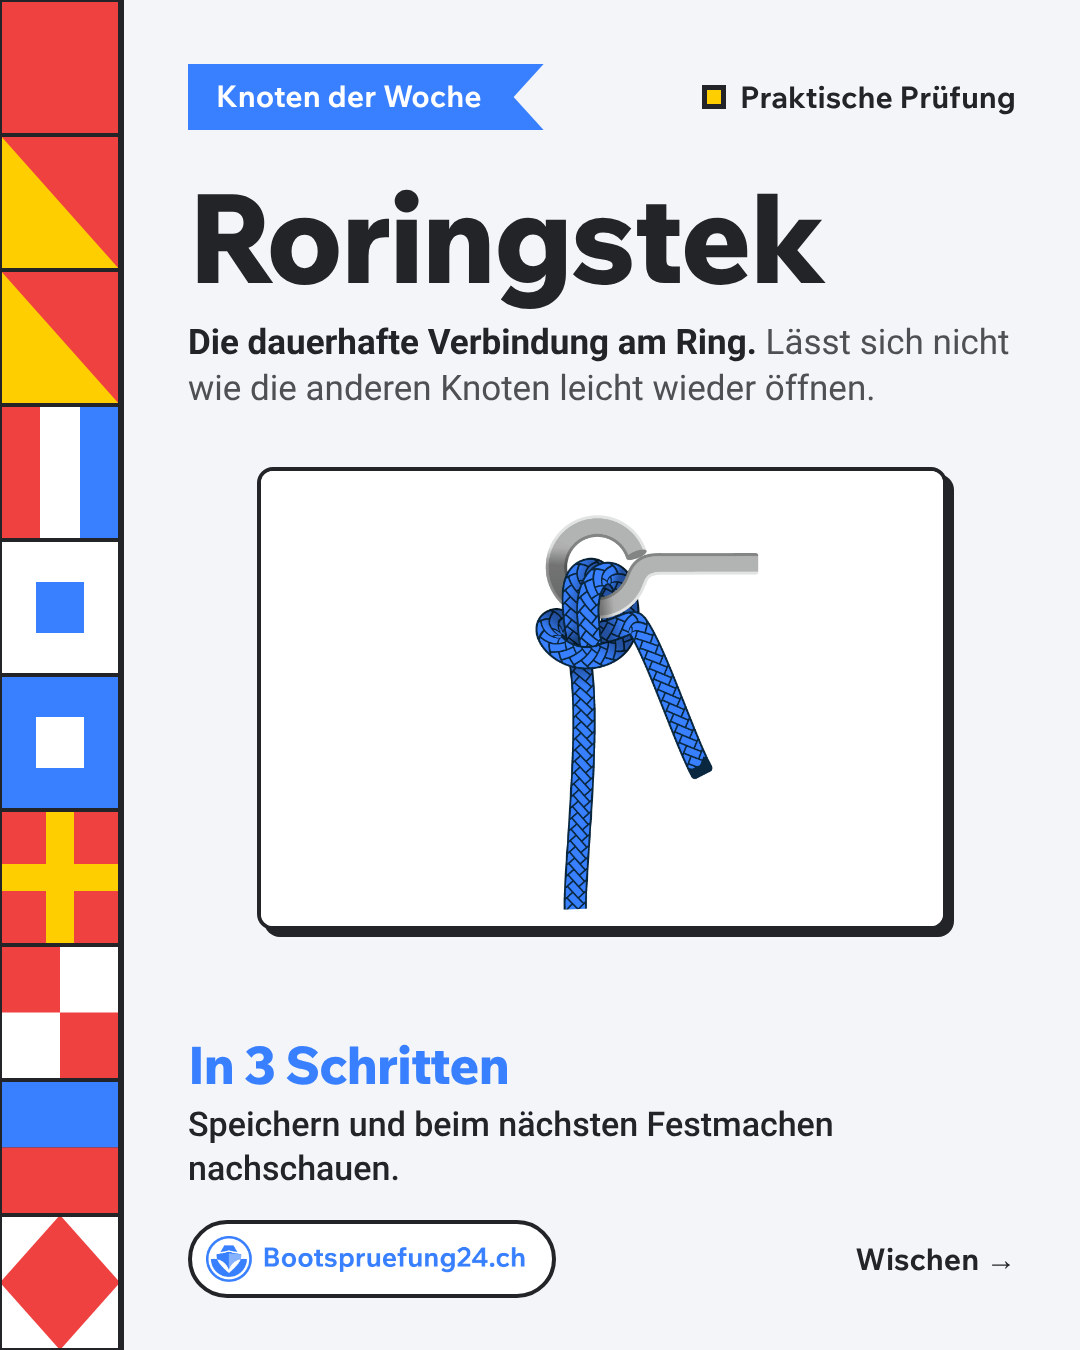 Knoten der Woche
Praktische Prüfung
Roringstek
Die dauerhafte Verbindung am Ring. Lässt sich nicht
wie die anderen Knoten leicht wieder öffnen.
In 3 Schritten
Speichern und beim nächsten Festmachen
nachschauen.
Bootspruefung24.ch
Wischen →